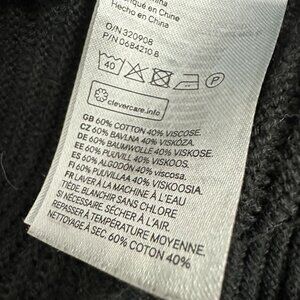 en Chine
Hecho en China
O/N 320908
P/N 0684210.8
40
P
clevercare.info
GB 60% COTTON 40% VISCOSE.
CZ 60% BAVLNA 40% VISKÓZA.
DE 60% BAUMWOLLE 40% VISKOSE.
EE 60% PUUVILL 40% VISKOOS.
ES 60% ALGODÓN 40% viscosa.
FI 60% PUUVILLAA 40% VISKOOSIA.
FR LAVER A LA MACHINE À L'EAU
TIÈDE. BLANCHIR SANS CHLORE
SI NÉCESSAIRE. SÉCHER À L'AIR.
REPASSER À TEMPÉRATURE MOYENNE.
NETTOYAGE À SEC. 60% COTON 40%